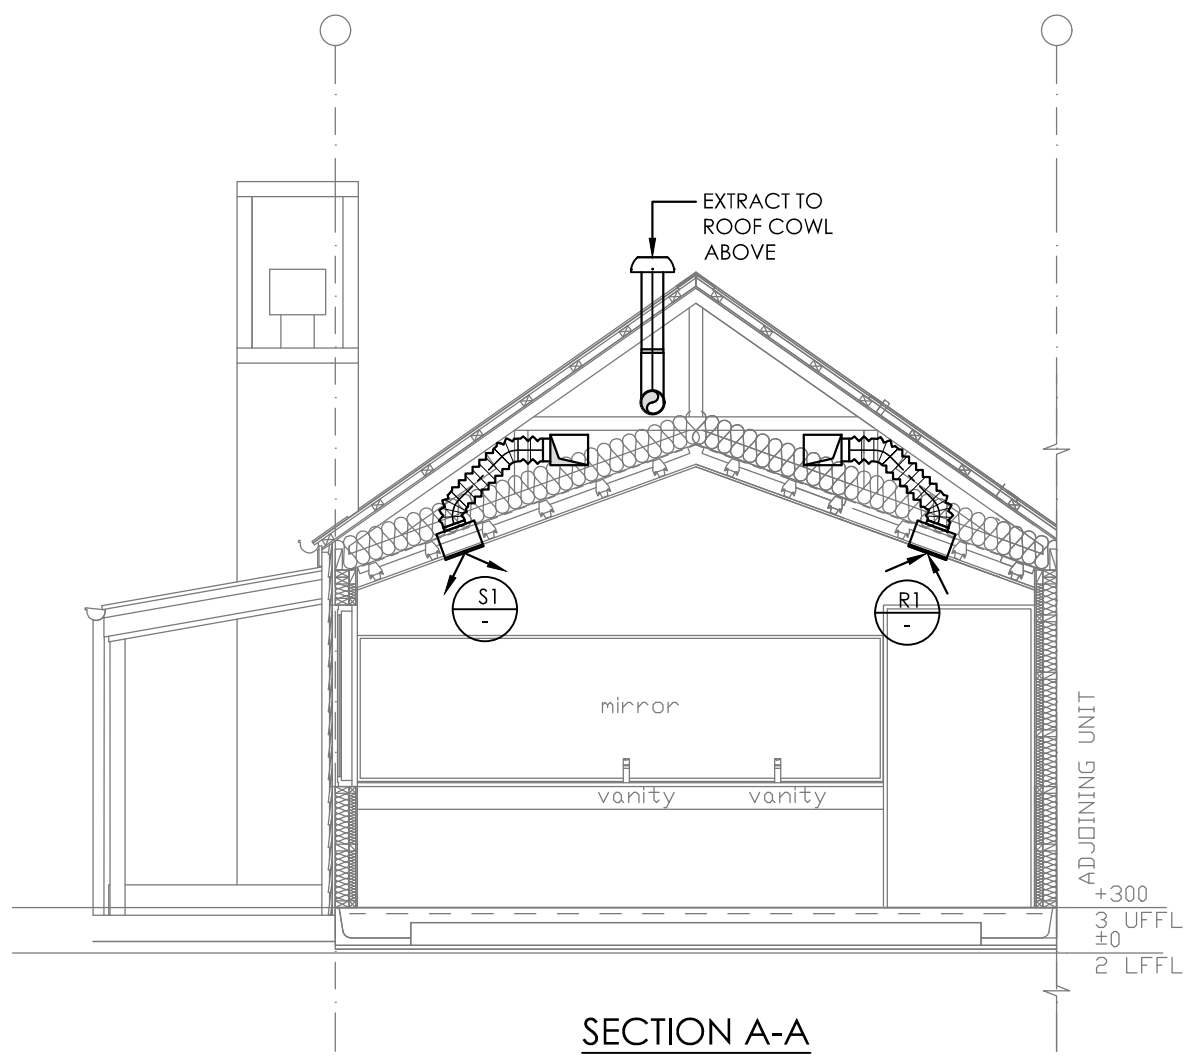 EXTRACT TO
ROOF COWL
ABOVE
S1
-
R1
-
mirror
vanity vanity
ADJOINING UNIT
+300
3 UFFL
±0
2 LFFL
SECTION A-A